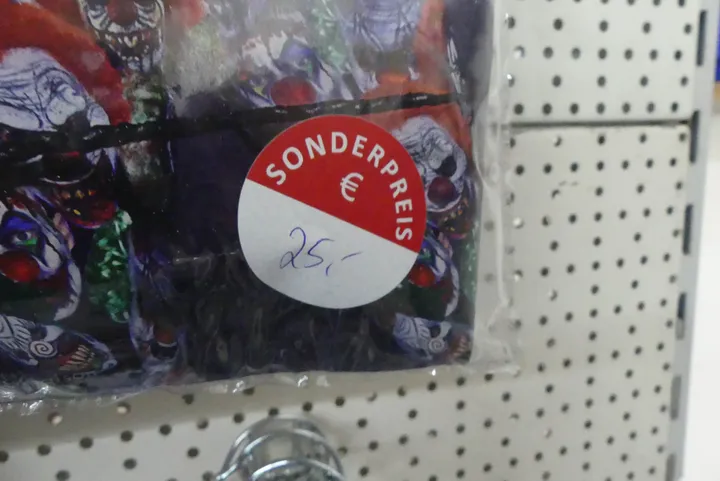 SONDERPREIS
€
25,-